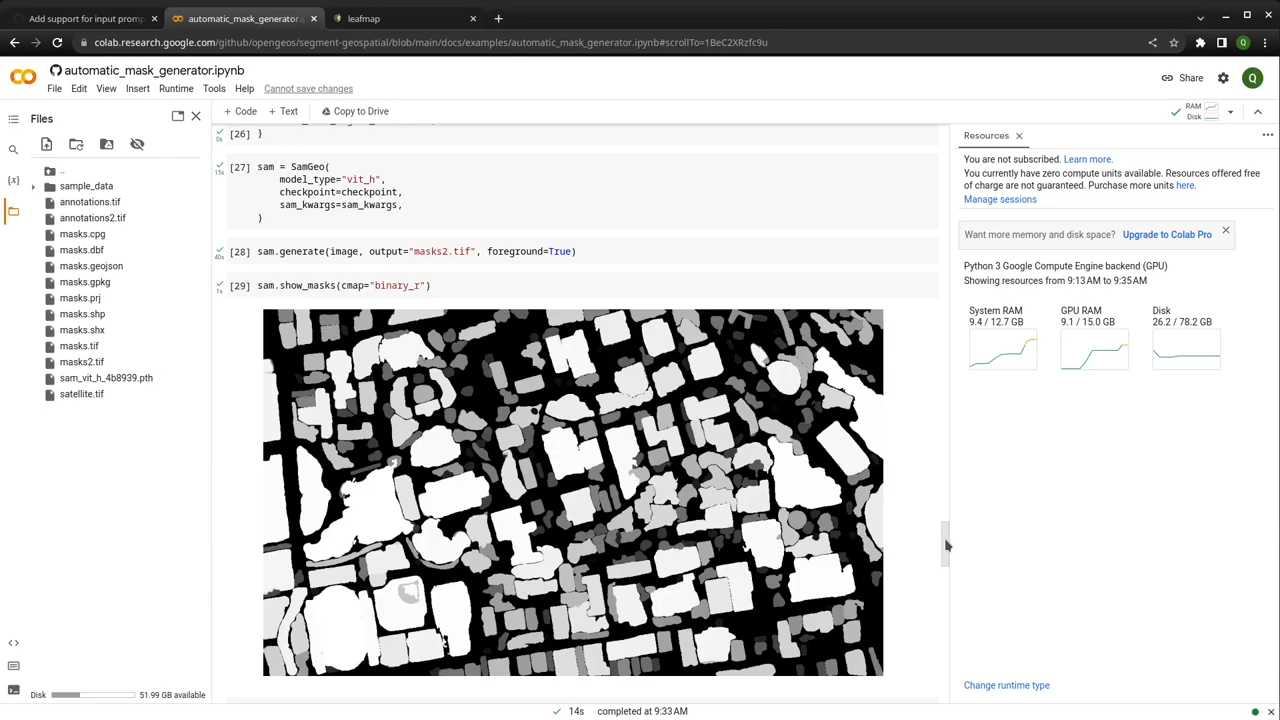 Add support for input promp
automatic_mask_generator.i
leafmap
colab.research.google.com/github/opengeos/segment-geospatial/blob/main/docs/examples/automatic_mask_generator.ipynb#scrollTo=1BeC2XRzfc9u
Q
automatic_mask_generator.ipynb
File Edit View Insert Runtime Tools Help Cannot save changes
Share
Q
Files
+ Code + Text Copy to Drive
RAM
Disk
..
sample_data
annotations.tif
annotations2.tif
masks.cpg
masks.dbf
masks.geojson
masks.gpkg
masks.prj
masks.shp
masks.shx
masks.tif
masks2.tif
sam_vit_h_4b8939.pth
satellite.tif
Disk 51.99 GB available
0s
[26] }
15s
[27] sam = SamGeo(
model_type="vit_h",
checkpoint=checkpoint,
sam_kwargs=sam_kwargs,
)
40s
[28] sam.generate(image, output="masks2.tif", foreground=True)
1s
[29] sam.show_masks(cmap="binary_r")
Resources
You are not subscribed. Learn more.
You currently have zero compute units available. Resources offered free
of charge are not guaranteed. Purchase more units here.
Manage sessions
Want more memory and disk space? Upgrade to Colab Pro
Python 3 Google Compute Engine backend (GPU)
Showing resources from 9:13 AM to 9:35 AM
System RAM
9.4 / 12.7 GB
GPU RAM
9.1 / 15.0 GB
Disk
26.2 / 78.2 GB
Change runtime type
14s completed at 9:33 AM